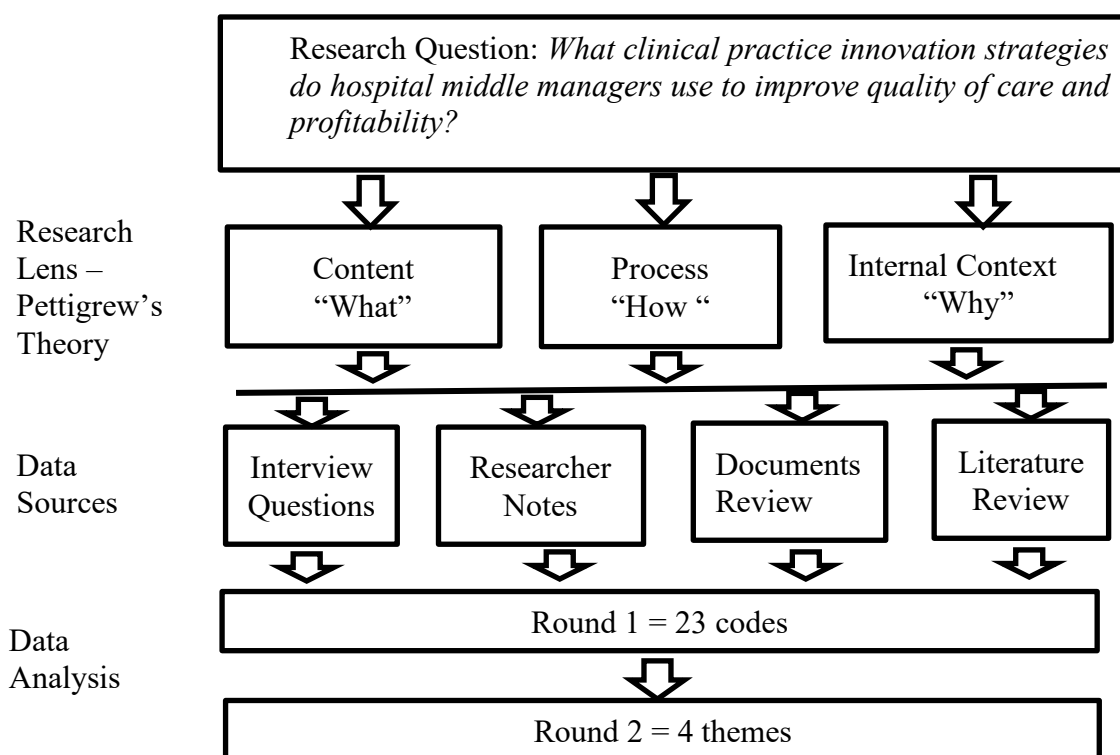 Research Question: What clinical practice innovation strategies
do hospital middle managers use to improve quality of care and
profitability?
Research
Lens –
Pettigrew’s
Theory
Content
“What”
Process
“How “
Internal Context
“Why”
Data
Sources
Interview
Questions
Researcher
Notes
Documents
Review
Literature
Review
Data
Analysis
Round 1 = 23 codes
Round 2 = 4 themes